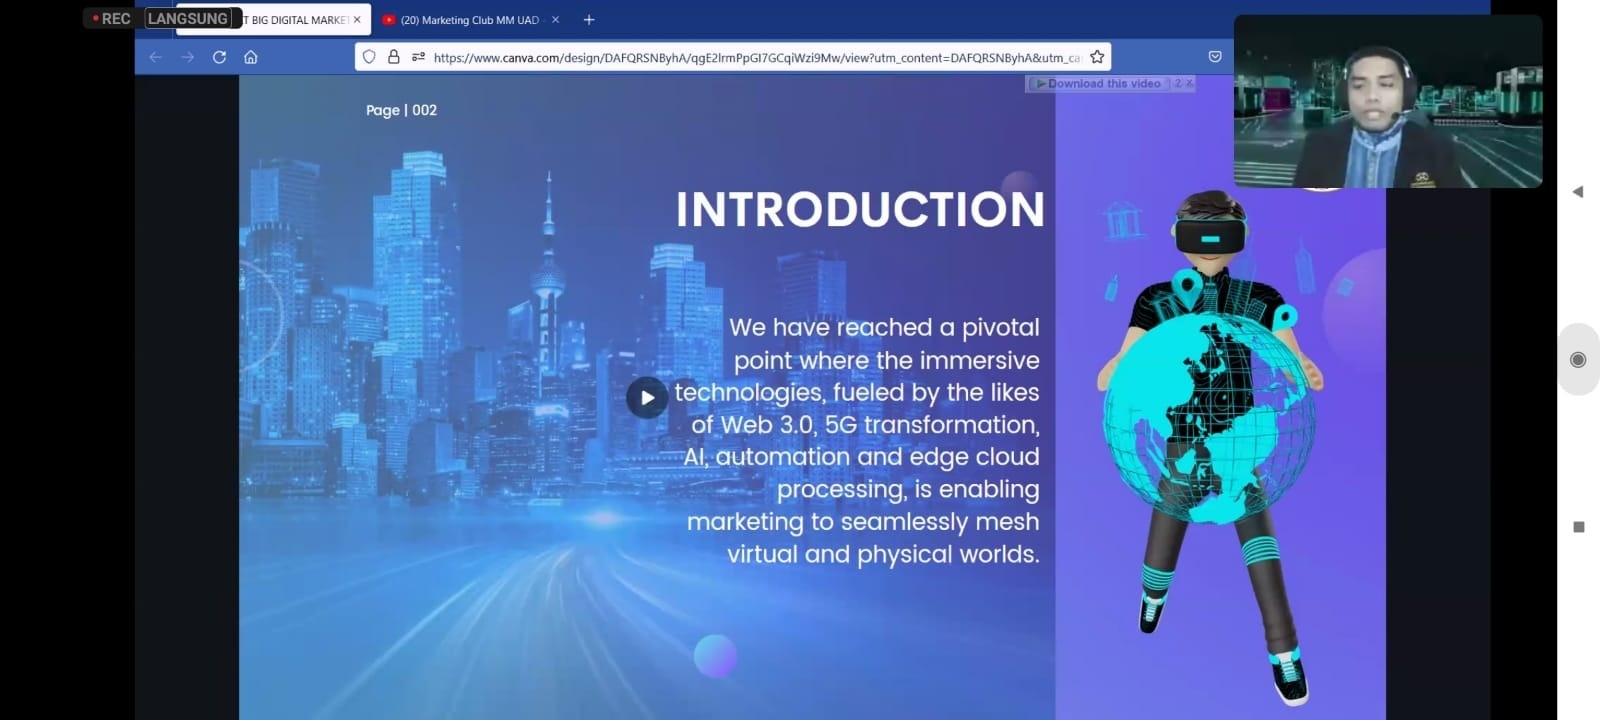 REC LANGSUNG
T BIG DIGITAL MARKE
(20) Marketing Club MM UAD
https://www.canva.com/design/DAFQRSNByhA/qgE2lrmPpGI7GCqiWzi9Mw/view?utm_content=DAFQRSNByhA&utm_ca
Download this video ? X
Page | 002
INTRODUCTION
We have reached a pivotal
point where the immersive
technologies, fueled by the likes
of Web 3.0, 5G transformation,
AI, automation and edge cloud
processing, is enabling
marketing to seamlessly mesh
virtual and physical worlds.